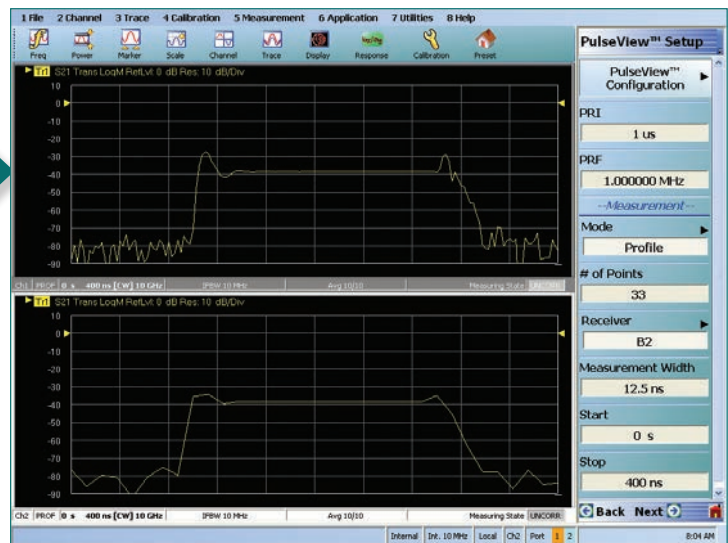 1 File 2 Channel 3 Trace 4 Calibration 5 Measurement 6 Application 7 Utilities 8 Help
Freq Power Marker Scale Channel Trace Display Response Calibration Preset
Tr1 S21 Trans LogM RefLvl: 0 dB Res: 10 dB/Div
10
0
-10
-20
-30
-40
-50
-60
-70
-80
-90
Ch1 PROF 0 s 400 ns [CW] 10 GHz IFBW 10 MHz Avg 10/10 Measuring State UNCORR
Tr1 S21 Trans LogM RefLvl: 0 dB Res: 10 dB/Div
10
0
-10
-20
-30
-40
-50
-60
-70
-80
-90
Ch2 PROF 0 s 400 ns [CW] 10 GHz IFBW 10 MHz Avg 10/10 Measuring State UNCORR
PulseView™ Setup
PulseView™
Configuration
PRI
1 us
PRF
1.000000 MHz
--Measurement--
Mode
Profile
# of Points
33
Receiver
B2
Measurement Width
12.5 ns
Start
0 s
Stop
400 ns
Back Next
Internal Int. 10 MHz Local Ch2 Port 1 2 8:04 AM